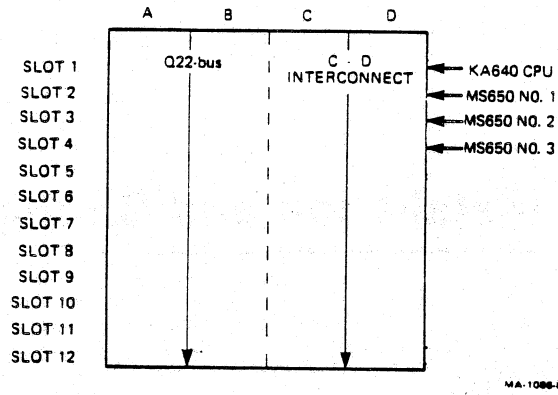 A B C D
SLOT 1 Q22-bus C - D INTERCONNECT KA640 CPU
SLOT 2 MS650 NO. 1
SLOT 3 MS650 NO. 2
SLOT 4 MS650 NO. 3
SLOT 5
SLOT 6
SLOT 7
SLOT 8
SLOT 9
SLOT 10
SLOT 11
SLOT 12